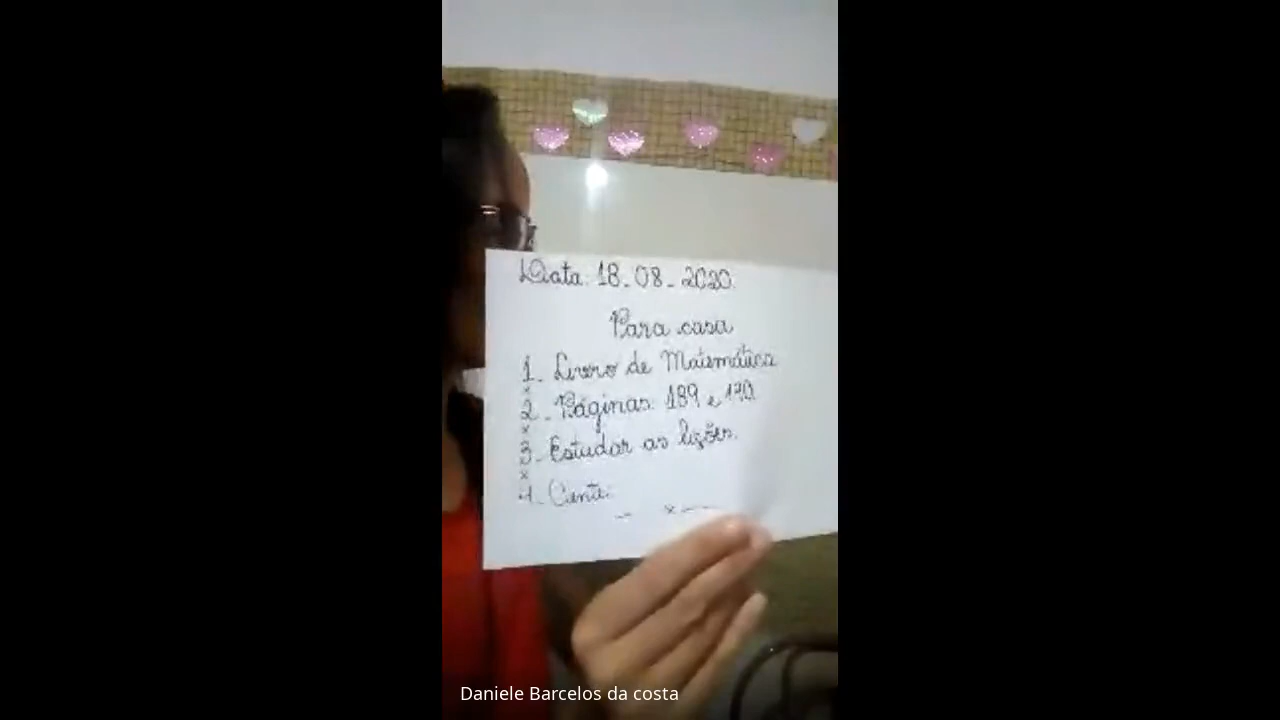 Data: 18-08-2020.
Para casa
1- Livro de Matemática
x
2- Páginas: 189 e 190
x
3- Estudar as lições.
x
4- Cante:
x
Daniele Barcelos da costa